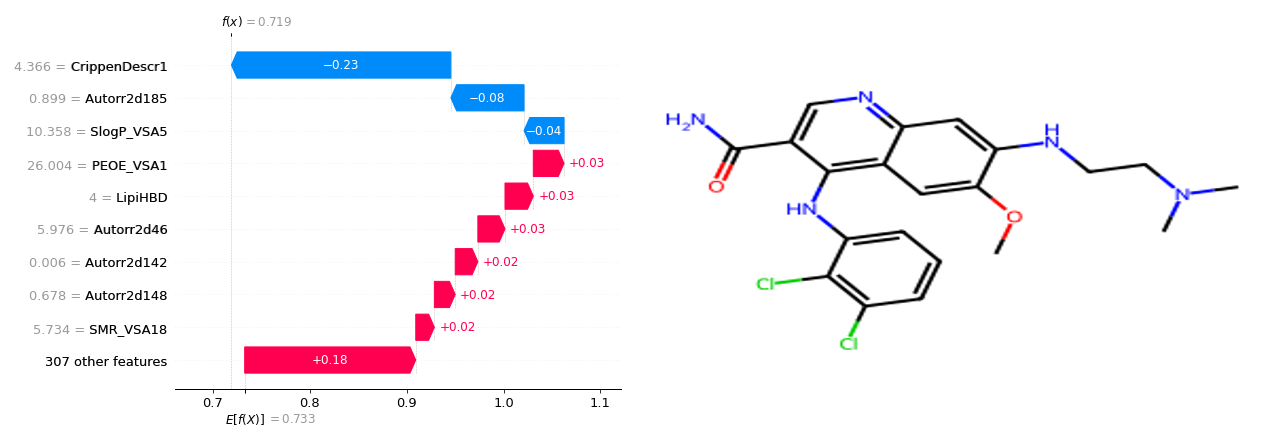 f(x) = 0.719
4.366 = CrippenDescr1
−0.23
0.899 = Autorr2d185
−0.08
10.358 = SlogP_VSA5
−0.04
26.004 = PEOE_VSA1
+0.03
4 = LipiHBD
+0.03
5.976 = Autorr2d46
+0.03
0.006 = Autorr2d142
+0.02
0.678 = Autorr2d148
+0.02
5.734 = SMR_VSA18
+0.02
307 other features
+0.18
0.7 0.8 0.9 1.0 1.1
E[f(X)] = 0.733
N
H₂N
H
N
O
N
HN
O
Cl
Cl